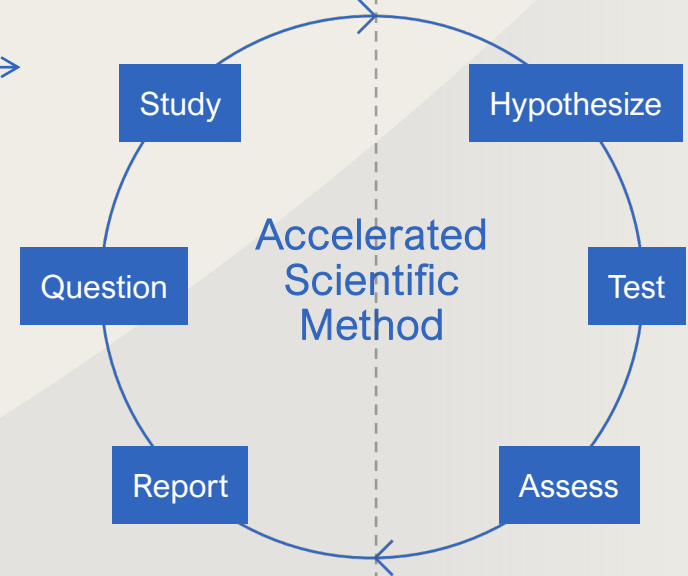 Study
Hypothesize
Accelerated
Scientific
Method
Question
Test
Report
Assess